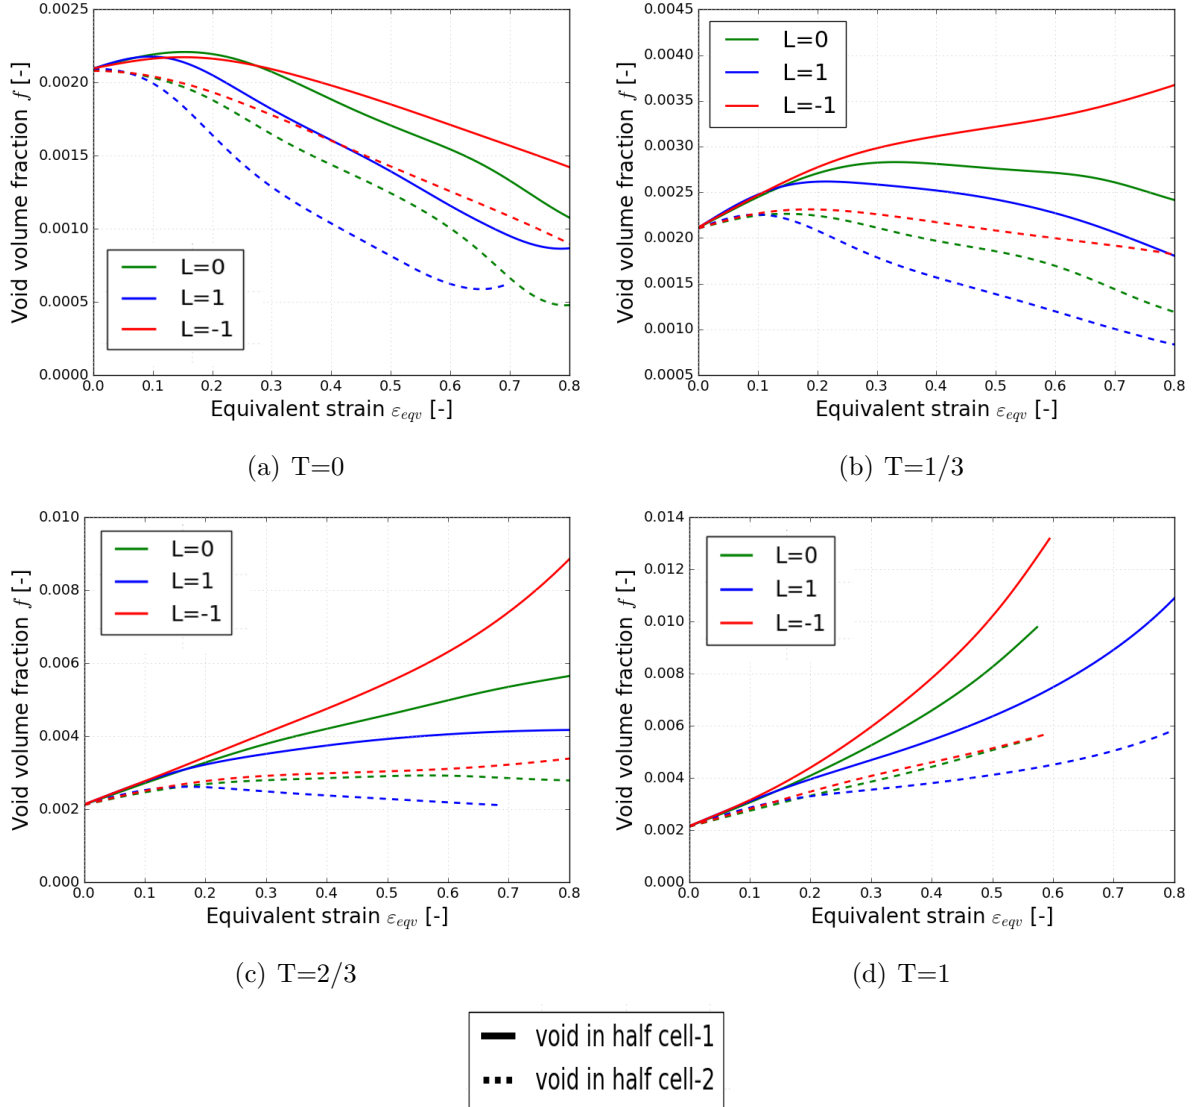 0.0025
0.0020
0.0015
0.0010
0.0005
0.0000
Void volume fraction f [-]
L=0
L=1
L=-1
0.0 0.1 0.2 0.3 0.4 0.5 0.6 0.7 0.8
Equivalent strain εeqv [-]
(a) T=0
0.0045
0.0040
0.0035
0.0030
0.0025
0.0020
0.0015
0.0010
0.0005
Void volume fraction f [-]
L=0
L=1
L=-1
0.0 0.1 0.2 0.3 0.4 0.5 0.6 0.7 0.8
Equivalent strain εeqv [-]
(b) T=1/3
0.010
0.008
0.006
0.004
0.002
0.000
Void volume fraction f [-]
L=0
L=1
L=-1
0.0 0.1 0.2 0.3 0.4 0.5 0.6 0.7 0.8
Equivalent strain εeqv [-]
(c) T=2/3
0.014
0.012
0.010
0.008
0.006
0.004
0.002
0.000
Void volume fraction f [-]
L=0
L=1
L=-1
0.0 0.1 0.2 0.3 0.4 0.5 0.6 0.7 0.8
Equivalent strain εeqv [-]
(d) T=1
void in half cell-1
void in half cell-2